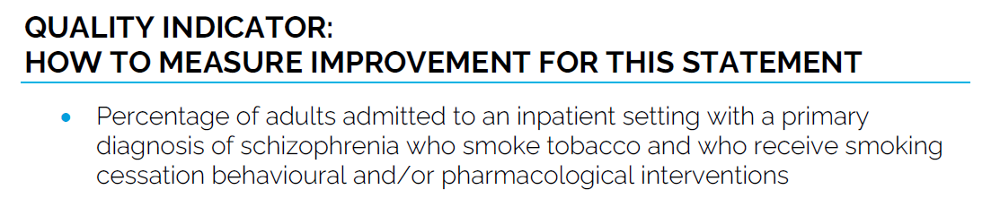 QUALITY INDICATOR:
HOW TO MEASURE IMPROVEMENT FOR THIS STATEMENT
• Percentage of adults admitted to an inpatient setting with a primary
diagnosis of schizophrenia who smoke tobacco and who receive smoking
cessation behavioural and/or pharmacological interventions